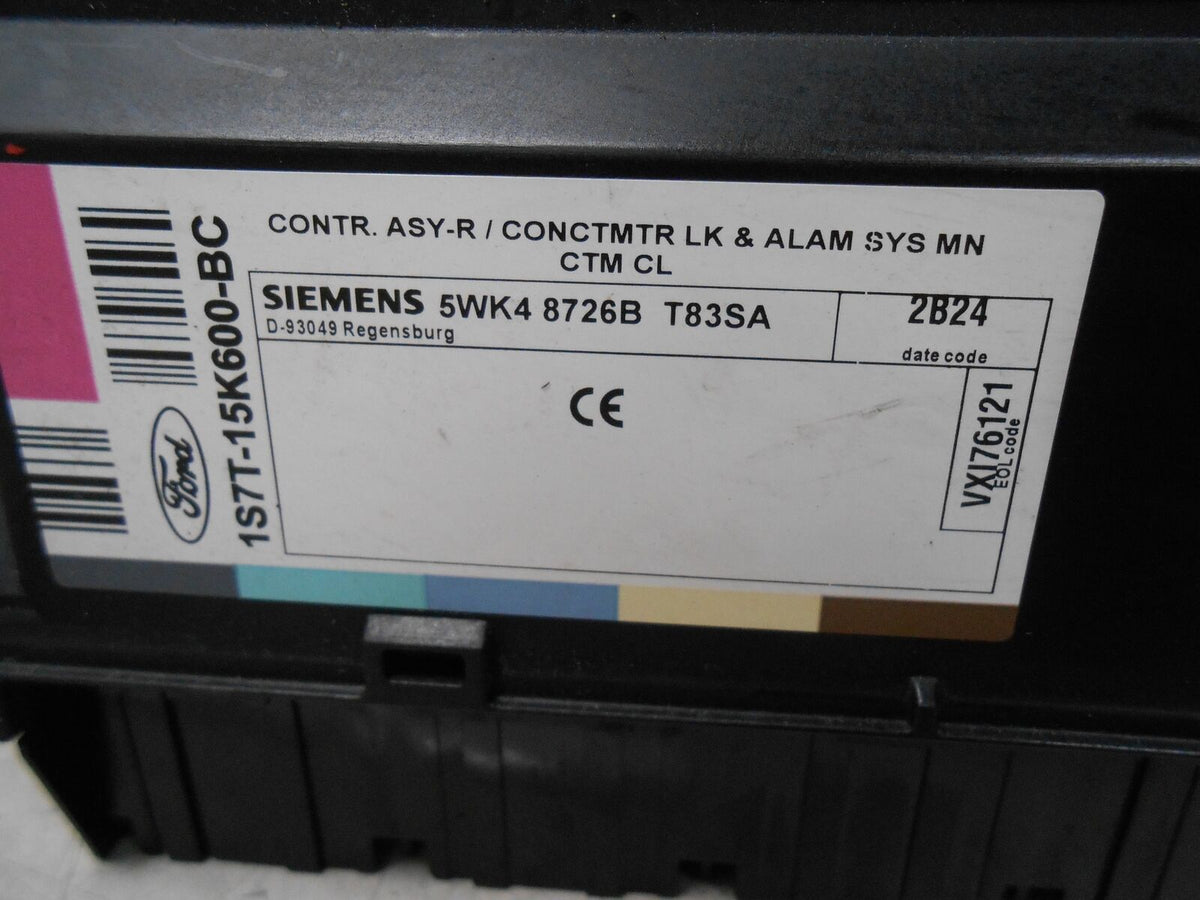 CONTR. ASY-R / CONCTMTR LK & ALAM SYS MN
CTM CL
SIEMENS 5WK4 8726B T83SA
D-93049 Regensburg
2B24
date code
CE
VXI76121
EOL code
Ford
1S7T-15K600-BC